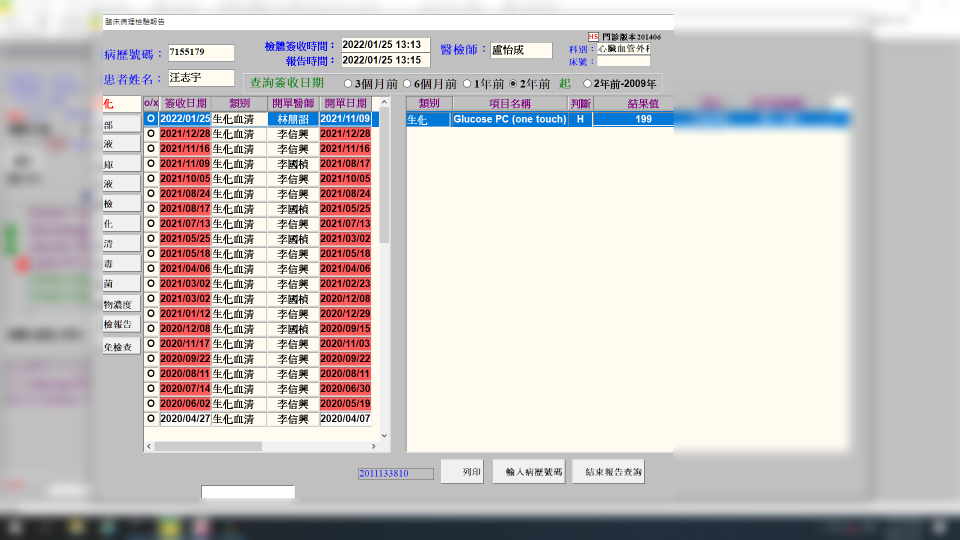 臨床病理檢驗報告
病歷號碼： 7155179 檢體簽收時間： 2022/01/25 13:13 醫檢師： 盧怡成 HS 門診版本201406
報告時間： 2022/01/25 13:15 科別： 心臟血管外科
床號：
患者姓名： 汪志宇 查詢簽收日期 3個月前 6個月前 1年前 2年前 起 2年前-2009年
化 o/x 簽收日期 類別 開單醫師 開單日期 類別 項目名稱 判斷 結果值
O 2022/01/25 生化血清 林鼎詔 2021/11/09 生化 Glucose PC (one touch) H 199
部
O 2021/12/28 生化血清 李信興 2021/12/28
液
O 2021/11/16 生化血清 李信興 2021/11/16
庫
O 2021/11/09 生化血清 李國楨 2021/08/17
O 2021/10/05 生化血清 李信興 2021/10/05
液
O 2021/08/24 生化血清 李信興 2021/08/24
檢
O 2021/08/17 生化血清 李國楨 2021/05/25
化
O 2021/07/13 生化血清 李信興 2021/07/13
清
O 2021/05/25 生化血清 李國楨 2021/03/02
O 2021/05/18 生化血清 李信興 2021/05/18
毒
O 2021/04/06 生化血清 李信興 2021/04/06
菌
O 2021/03/02 生化血清 李信興 2021/02/23
O 2021/03/02 生化血清 李國楨 2020/12/08
物濃度
O 2021/01/12 生化血清 李信興 2020/12/29
檢報告
O 2020/12/08 生化血清 李國楨 2020/09/15
免檢查
O 2020/11/17 生化血清 李信興 2020/11/03
O 2020/09/22 生化血清 李信興 2020/09/22
O 2020/08/11 生化血清 李信興 2020/08/11
O 2020/07/14 生化血清 李信興 2020/06/30
O 2020/06/02 生化血清 李信興 2020/05/19
O 2020/04/27 生化血清 李信興 2020/04/07
2011133810 列印 輸入病歷號碼 結束報告查詢